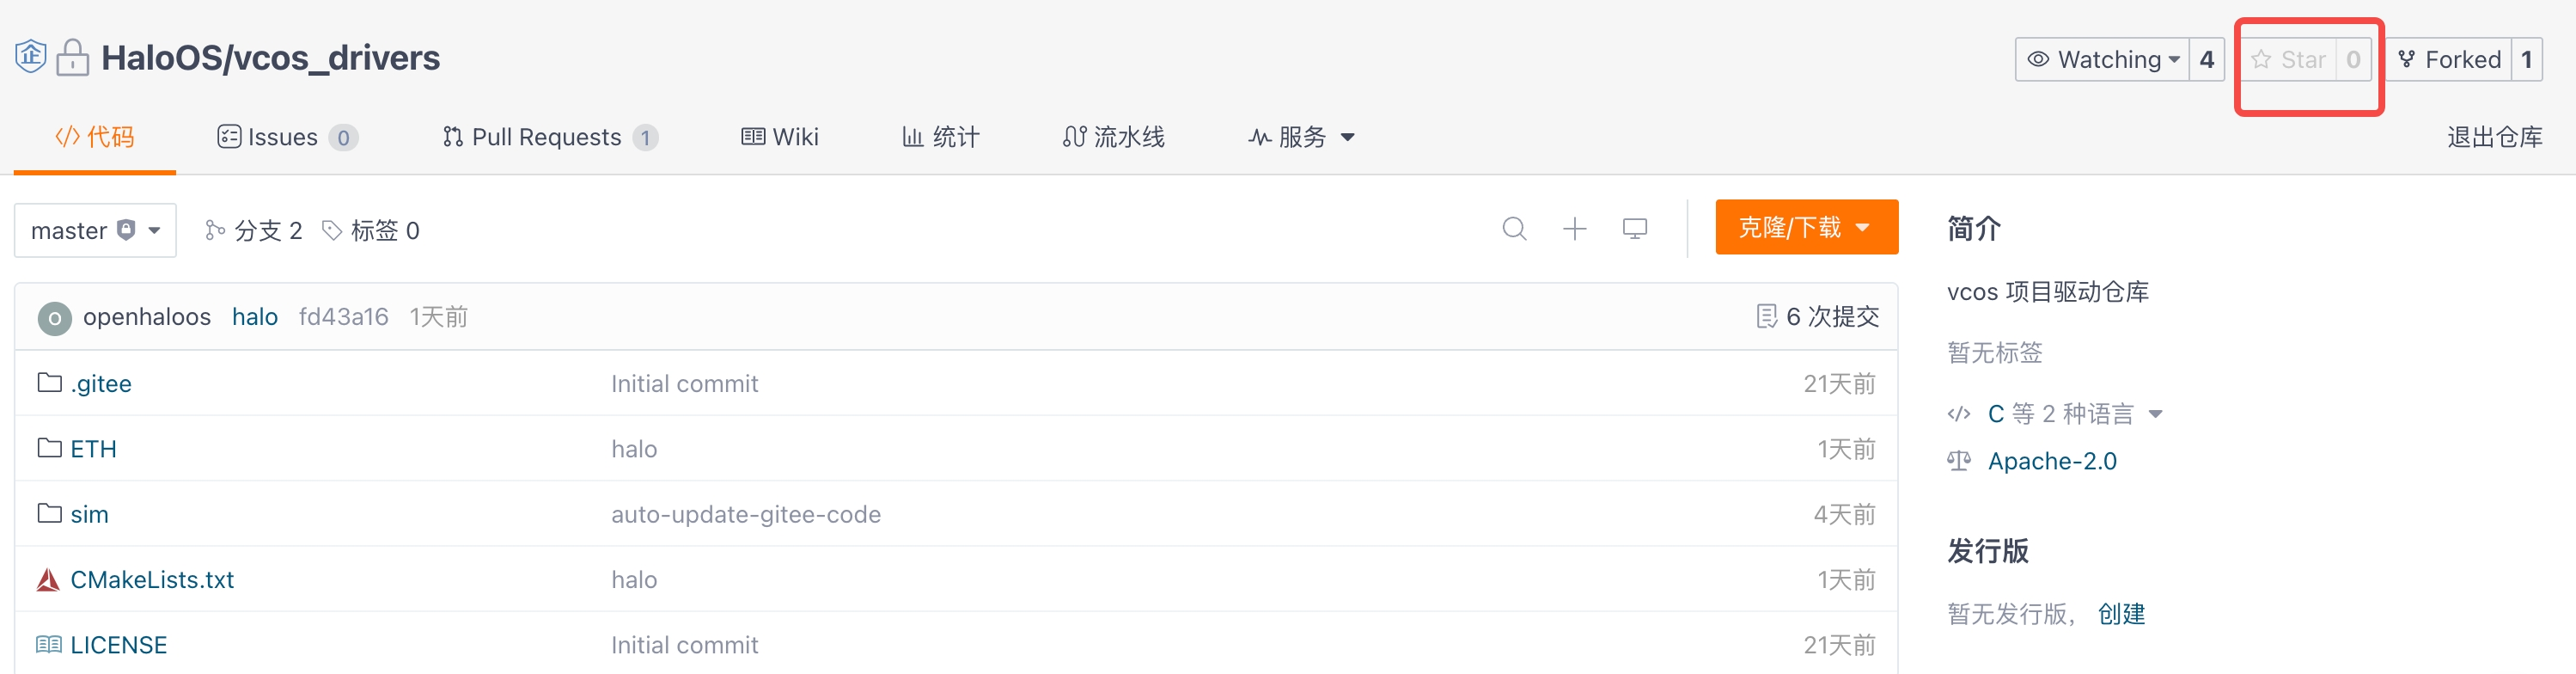 企 HaloOS/vcos_drivers
Watching 4 Star 0 Forked 1
代码 Issues 0 Pull Requests 1 Wiki 统计 流水线 服务 退出仓库
master 分支 2 标签 0 克隆/下载
O openhaloos halo fd43a16 1天前 6 次提交
.gitee Initial commit 21天前
ETH halo 1天前
sim auto-update-gitee-code 4天前
CMakeLists.txt halo 1天前
LICENSE Initial commit 21天前
简介
vcos 项目驱动仓库
暂无标签
C 等 2 种语言
Apache-2.0
发行版
暂无发行版， 创建